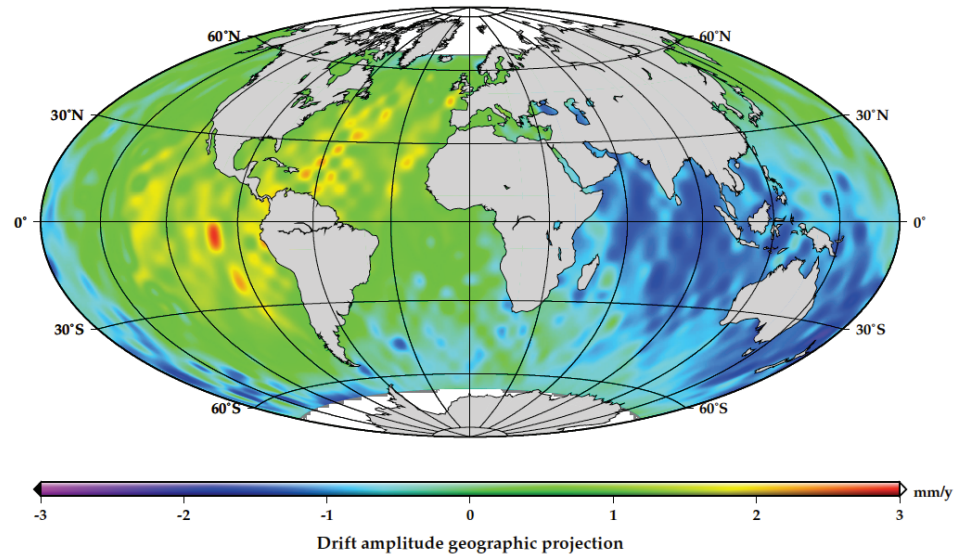 60°N 60°N
30°N 30°N
0° 0°
30°S 30°S
60°S 60°S
mm/y
-3 -2 -1 0 1 2 3
Drift amplitude geographic projection